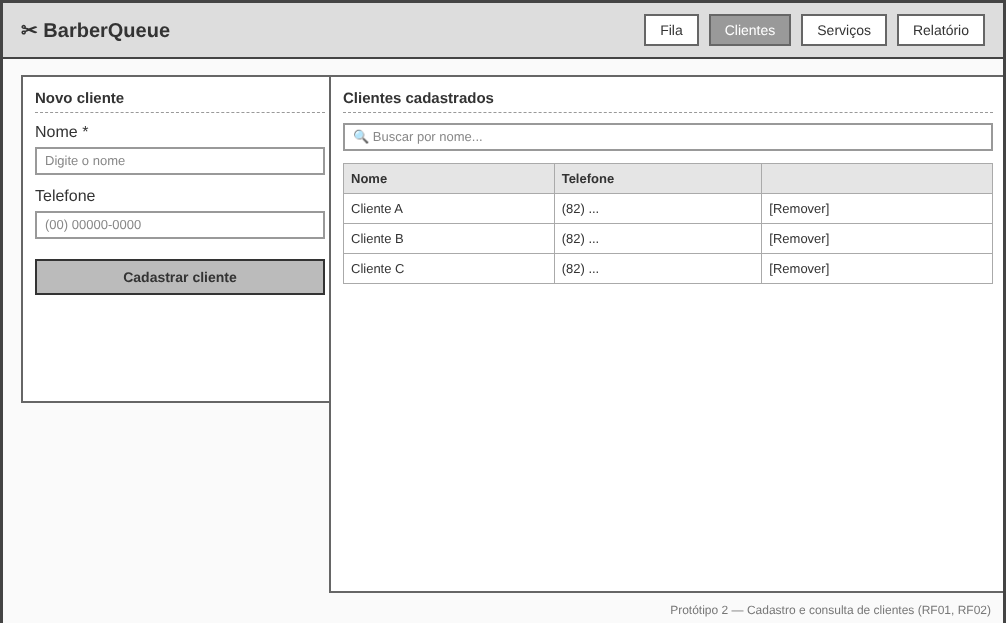 ✂ BarberQueue
Fila
Clientes
Serviços
Relatório
Novo cliente
Nome *
Digite o nome
Telefone
(00) 00000-0000
Cadastrar cliente
Clientes cadastrados
🔍 Buscar por nome...
Nome Telefone
Cliente A (82) ... [Remover]
Cliente B (82) ... [Remover]
Cliente C (82) ... [Remover]
Protótipo 2 — Cadastro e consulta de clientes (RF01, RF02)